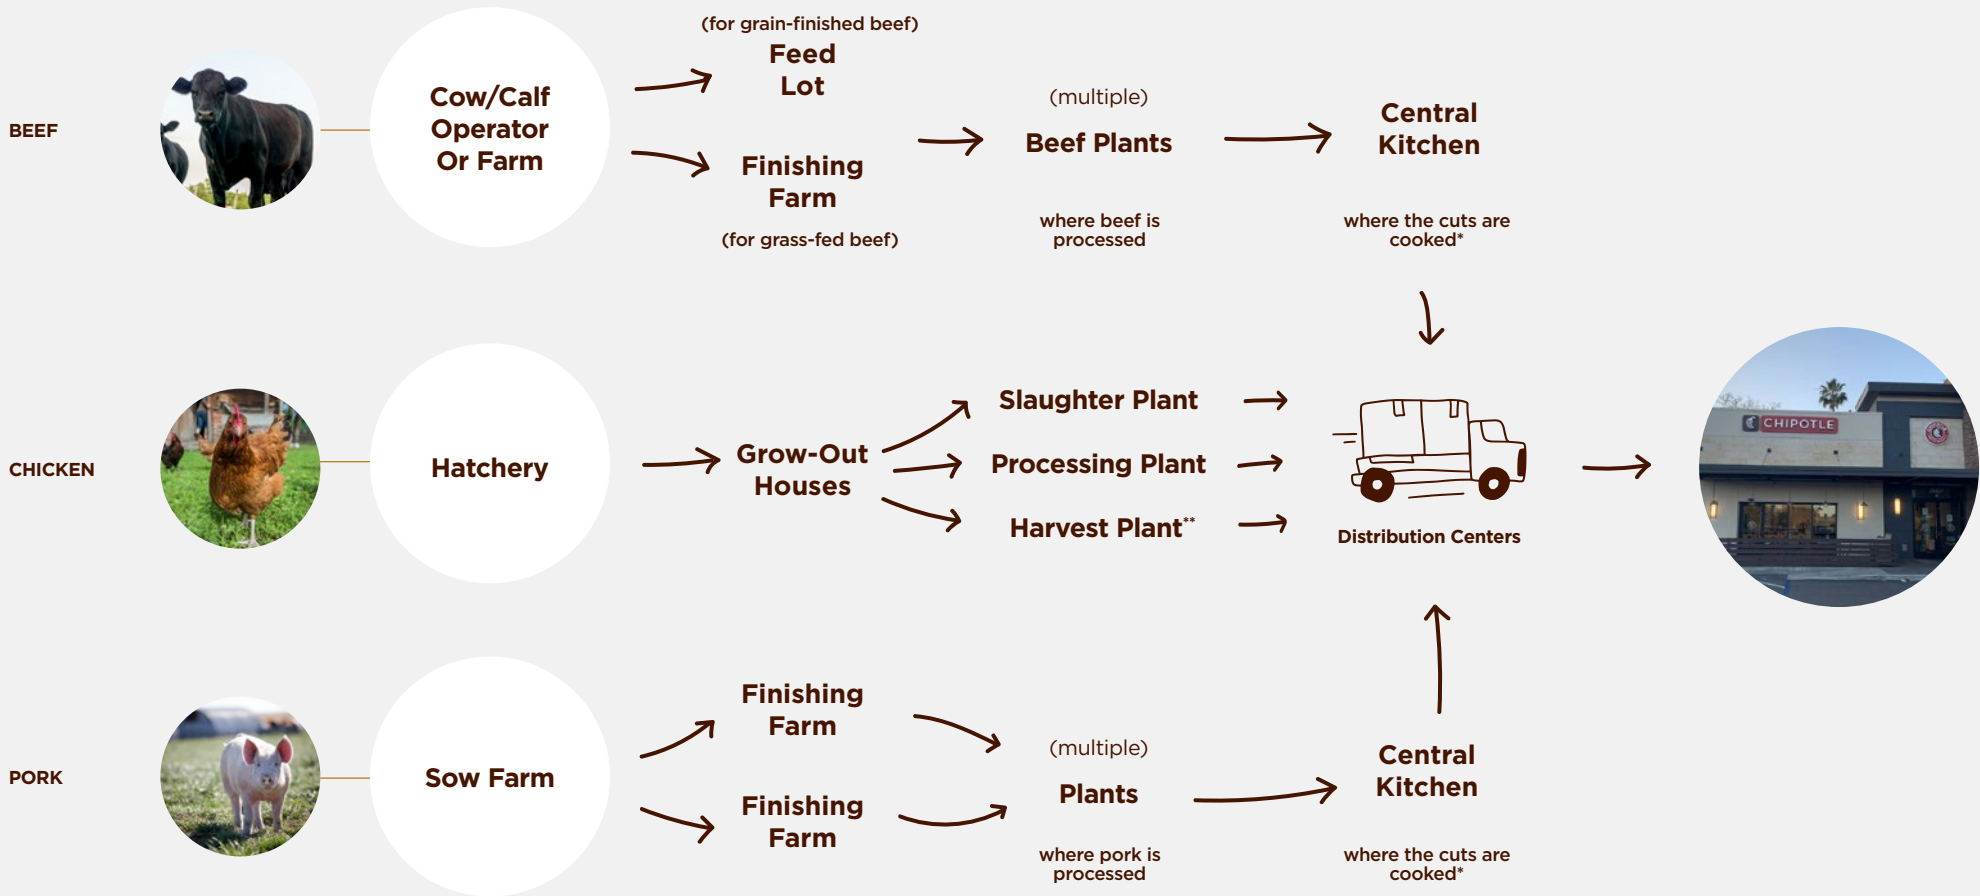 BEEF
Cow/Calf
Operator
Or Farm
(for grain-finished beef)
Feed
Lot
Finishing
Farm
(for grass-fed beef)
(multiple)
Beef Plants
where beef is
processed
Central
Kitchen
where the cuts are
cooked*
CHICKEN
Hatchery
Grow-Out
Houses
Slaughter Plant
Processing Plant
Harvest Plant**
Distribution Centers
CHIPOTLE
PORK
Sow Farm
Finishing
Farm
Finishing
Farm
(multiple)
Plants
where pork is
processed
Central
Kitchen
where the cuts are
cooked*